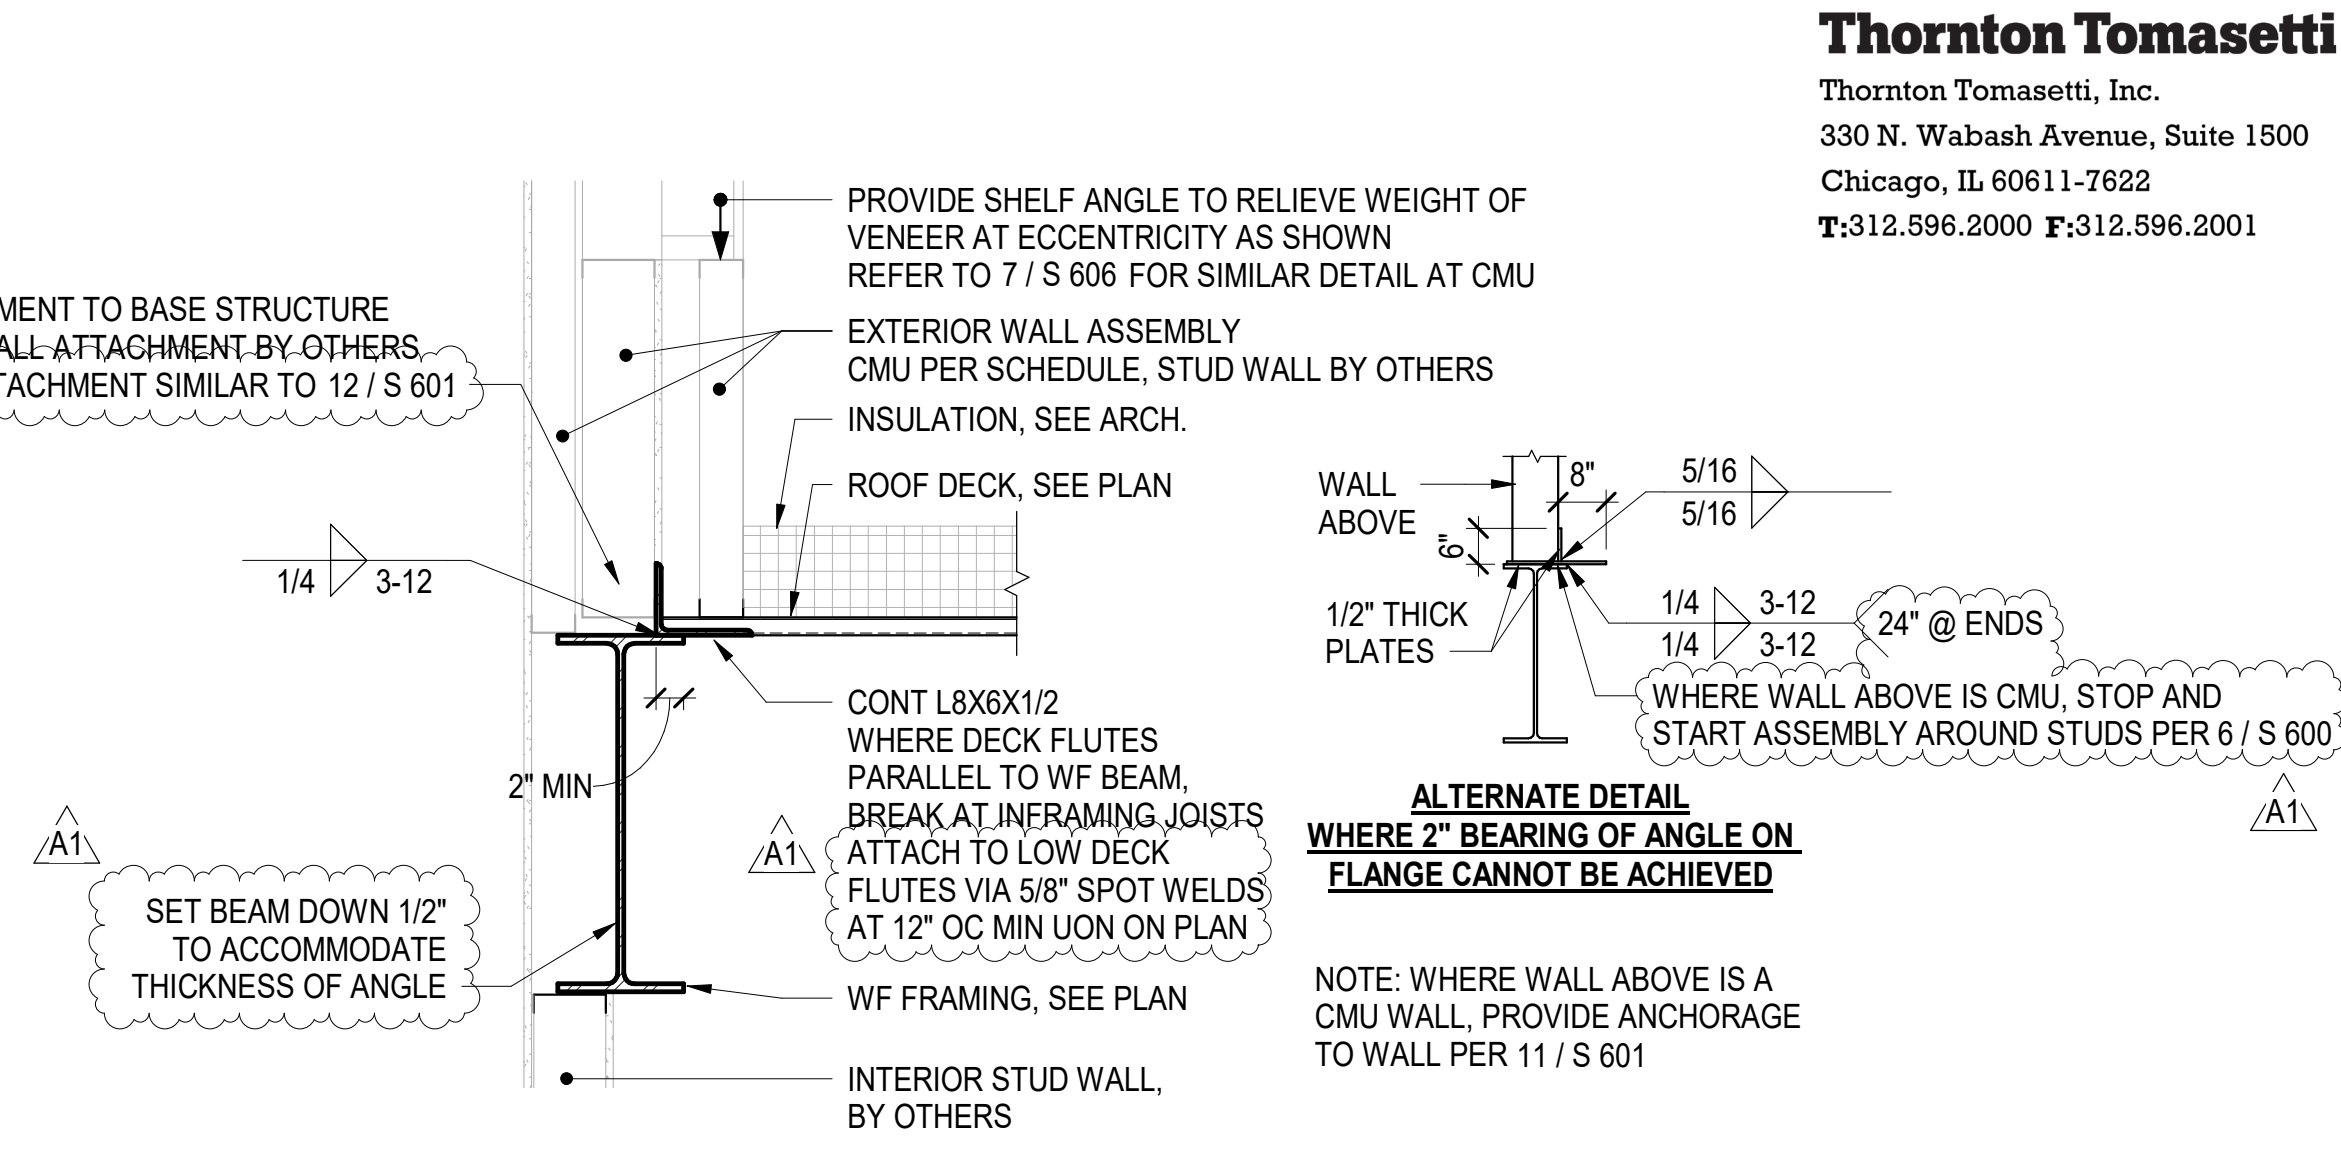 Thornton Tomasetti
Thornton Tomasetti, Inc.
330 N. Wabash Avenue, Suite 1500
Chicago, IL 60611-7622
T:312.596.2000 F:312.596.2001
PROVIDE SHELF ANGLE TO RELIEVE WEIGHT OF
VENEER AT ECCENTRICITY AS SHOWN
REFER TO 7 / S 606 FOR SIMILAR DETAIL AT CMU
MENT TO BASE STRUCTURE
ALL ATTACHMENT BY OTHERS
TACHMENT SIMILAR TO 12 / S 601
EXTERIOR WALL ASSEMBLY
CMU PER SCHEDULE, STUD WALL BY OTHERS
INSULATION, SEE ARCH.
ROOF DECK, SEE PLAN
1/4 3-12
2" MIN
CONT L8X6X1/2
WHERE DECK FLUTES
PARALLEL TO WF BEAM,
BREAK AT INFRAMING JOISTS
ATTACH TO LOW DECK
FLUTES VIA 5/8" SPOT WELDS
AT 12" OC MIN UON ON PLAN
A1
A1
SET BEAM DOWN 1/2"
TO ACCOMMODATE
THICKNESS OF ANGLE
WF FRAMING, SEE PLAN
INTERIOR STUD WALL,
BY OTHERS
WALL
ABOVE
8"
6"
5/16
5/16
1/2" THICK
PLATES
1/4 3-12
1/4 3-12
24" @ ENDS
WHERE WALL ABOVE IS CMU, STOP AND
START ASSEMBLY AROUND STUDS PER 6 / S 600
A1
ALTERNATE DETAIL
WHERE 2" BEARING OF ANGLE ON
FLANGE CANNOT BE ACHIEVED
NOTE: WHERE WALL ABOVE IS A
CMU WALL, PROVIDE ANCHORAGE
TO WALL PER 11 / S 601